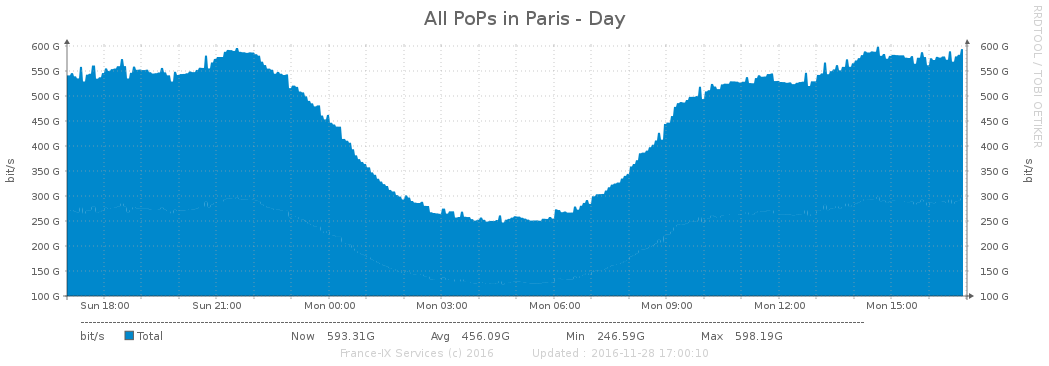 All PoPs in Paris - Day
RRDTOOL / TOBI OETIKER
600 G 600 G
550 G 550 G
500 G 500 G
450 G 450 G
400 G 400 G
350 G 350 G
300 G 300 G
250 G 250 G
200 G 200 G
150 G 150 G
100 G 100 G
bit/s
bit/s
Sun 18:00 Sun 21:00 Mon 00:00 Mon 03:00 Mon 06:00 Mon 09:00 Mon 12:00 Mon 15:00
bit/s Total Now 593.31G Avg 456.09G Min 246.59G Max 598.19G
France-IX Services (c) 2016 Updated : 2016-11-28 17:00:10